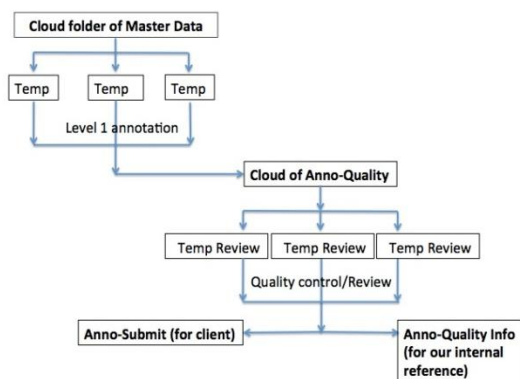 Cloud folder of Master Data
Temp Temp Temp
Level 1 annotation
Cloud of Anno-Quality
Temp Review Temp Review Temp Review
Quality control/Review
Anno-Submit (for client)
Anno-Quality Info
(for our internal
reference)